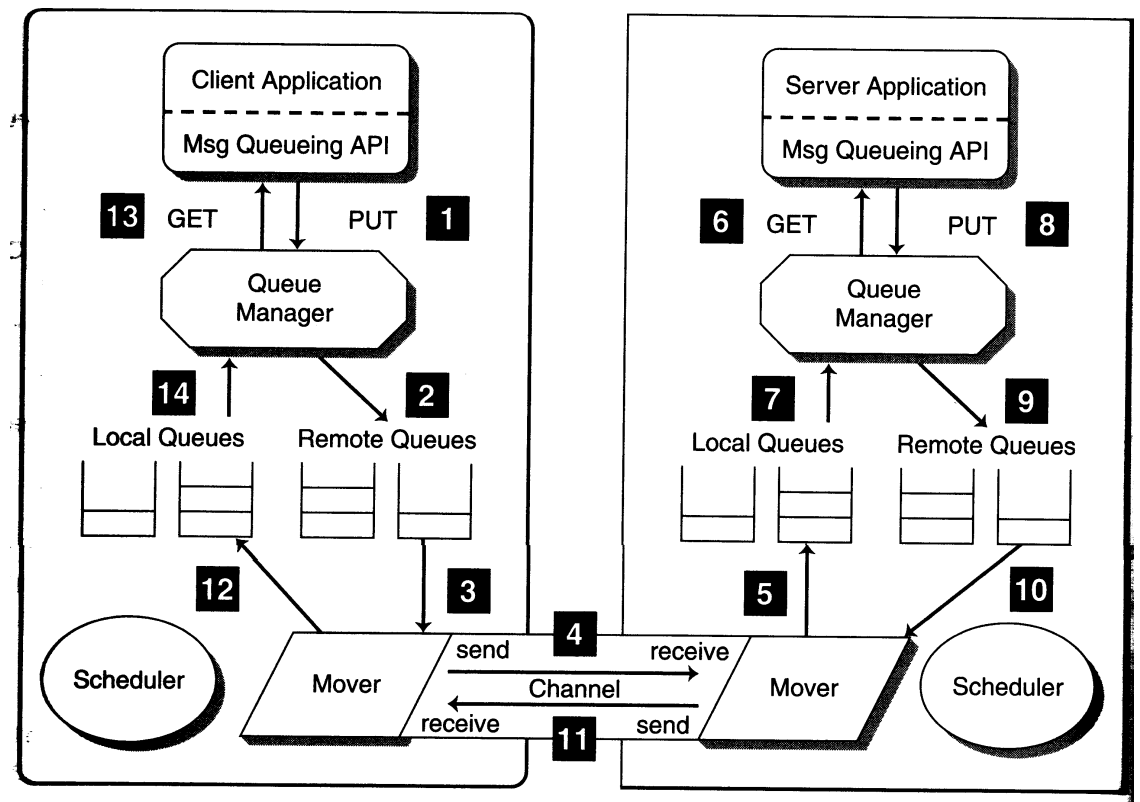 Client Application
Msg Queueing API
13 GET PUT 1
Queue
Manager
14 2
Local Queues Remote Queues
12 3
Scheduler
Mover
Server Application
Msg Queueing API
6 GET PUT 8
Queue
Manager
7 9
Local Queues Remote Queues
5 10
Mover
Scheduler
4
send receive
Channel
receive send
11